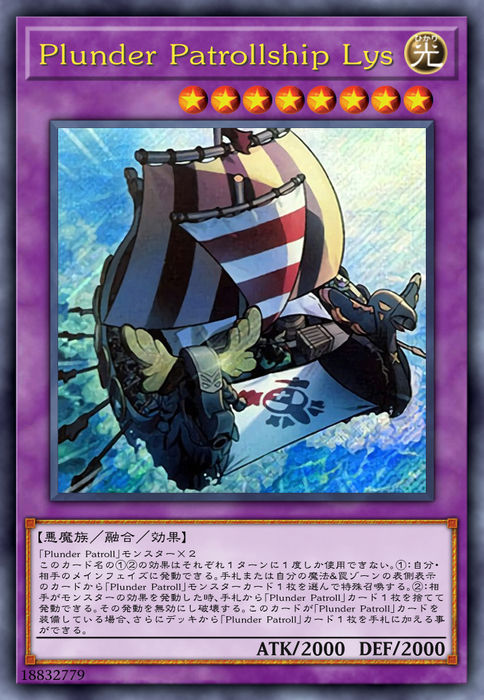 Plunder Patrollship Lys
ひかり
光
【悪魔族／融合／効果】
「Plunder Patroll」モンスター×２
このカード名の①②の効果はそれぞれ１ターンに１度しか使用できない。①：自分・
相手のメインフェイズに発動できる。手札または自分の魔法&罠ゾーンの表側表示
のカードから「Plunder Patroll」モンスターカード１枚を選んで特殊召喚する。②：相
手がモンスターの効果を発動した時、手札から「Plunder Patroll」カード１枚を捨てて
発動できる。その発動を無効にし破壊する。このカードが「Plunder Patroll」カードを
装備している場合、さらにデッキから「Plunder Patroll」カード１枚を手札に加える事
ができる。
ATK/2000 DEF/2000
18832779